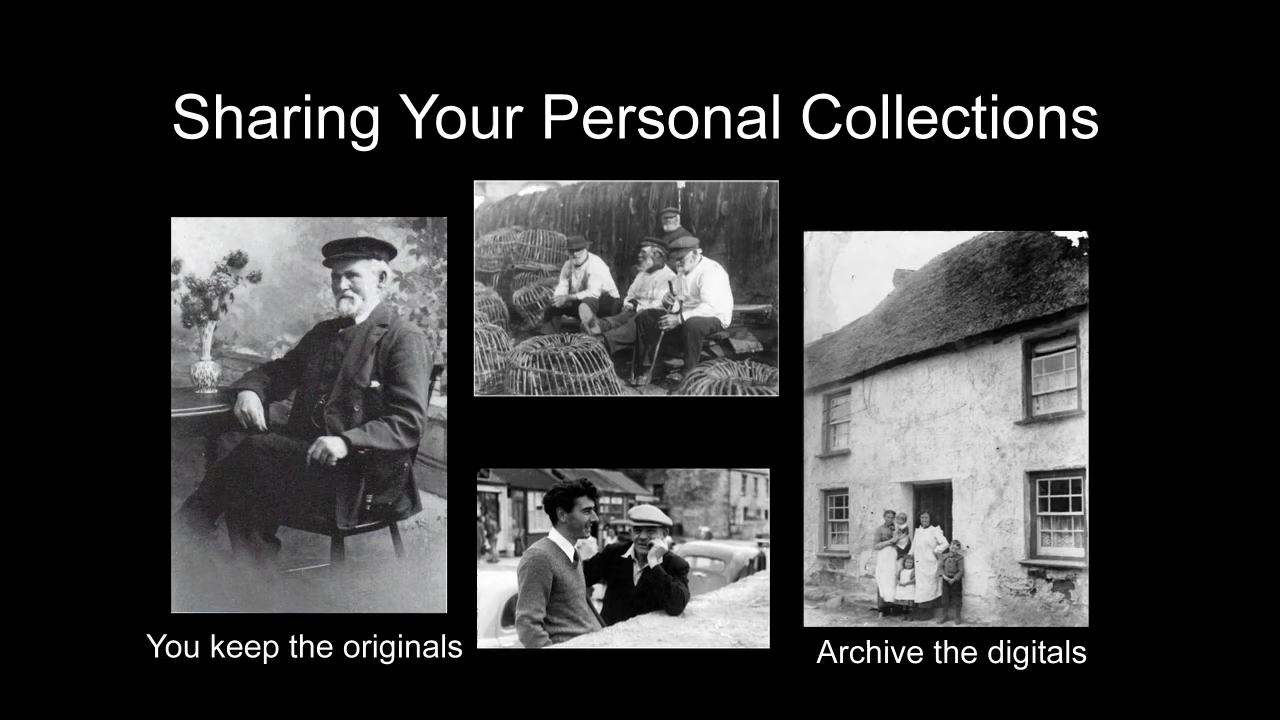 Sharing Your Personal Collections
You keep the originals
Archive the digitals